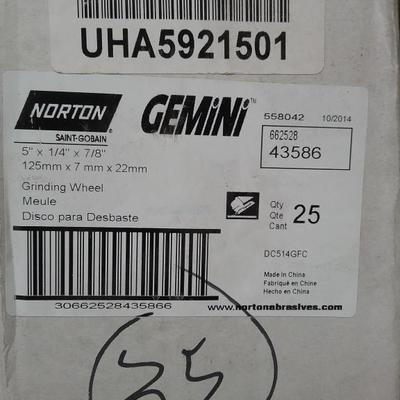 UHA5921501
NORTON
SAINT-GOBAIN
GEMiNi™
558042 10/2014
662528
43586
5" x 1/4" x 7/8"
125mm x 7 mm x 22mm
Grinding Wheel
Meule
Disco para Desbaste
Qty
Qte
Cant
25
DC514GFC
Made in China
Fabriqué en Chine
Hecho en China
30662528435866
www.nortonabrasives.com
25